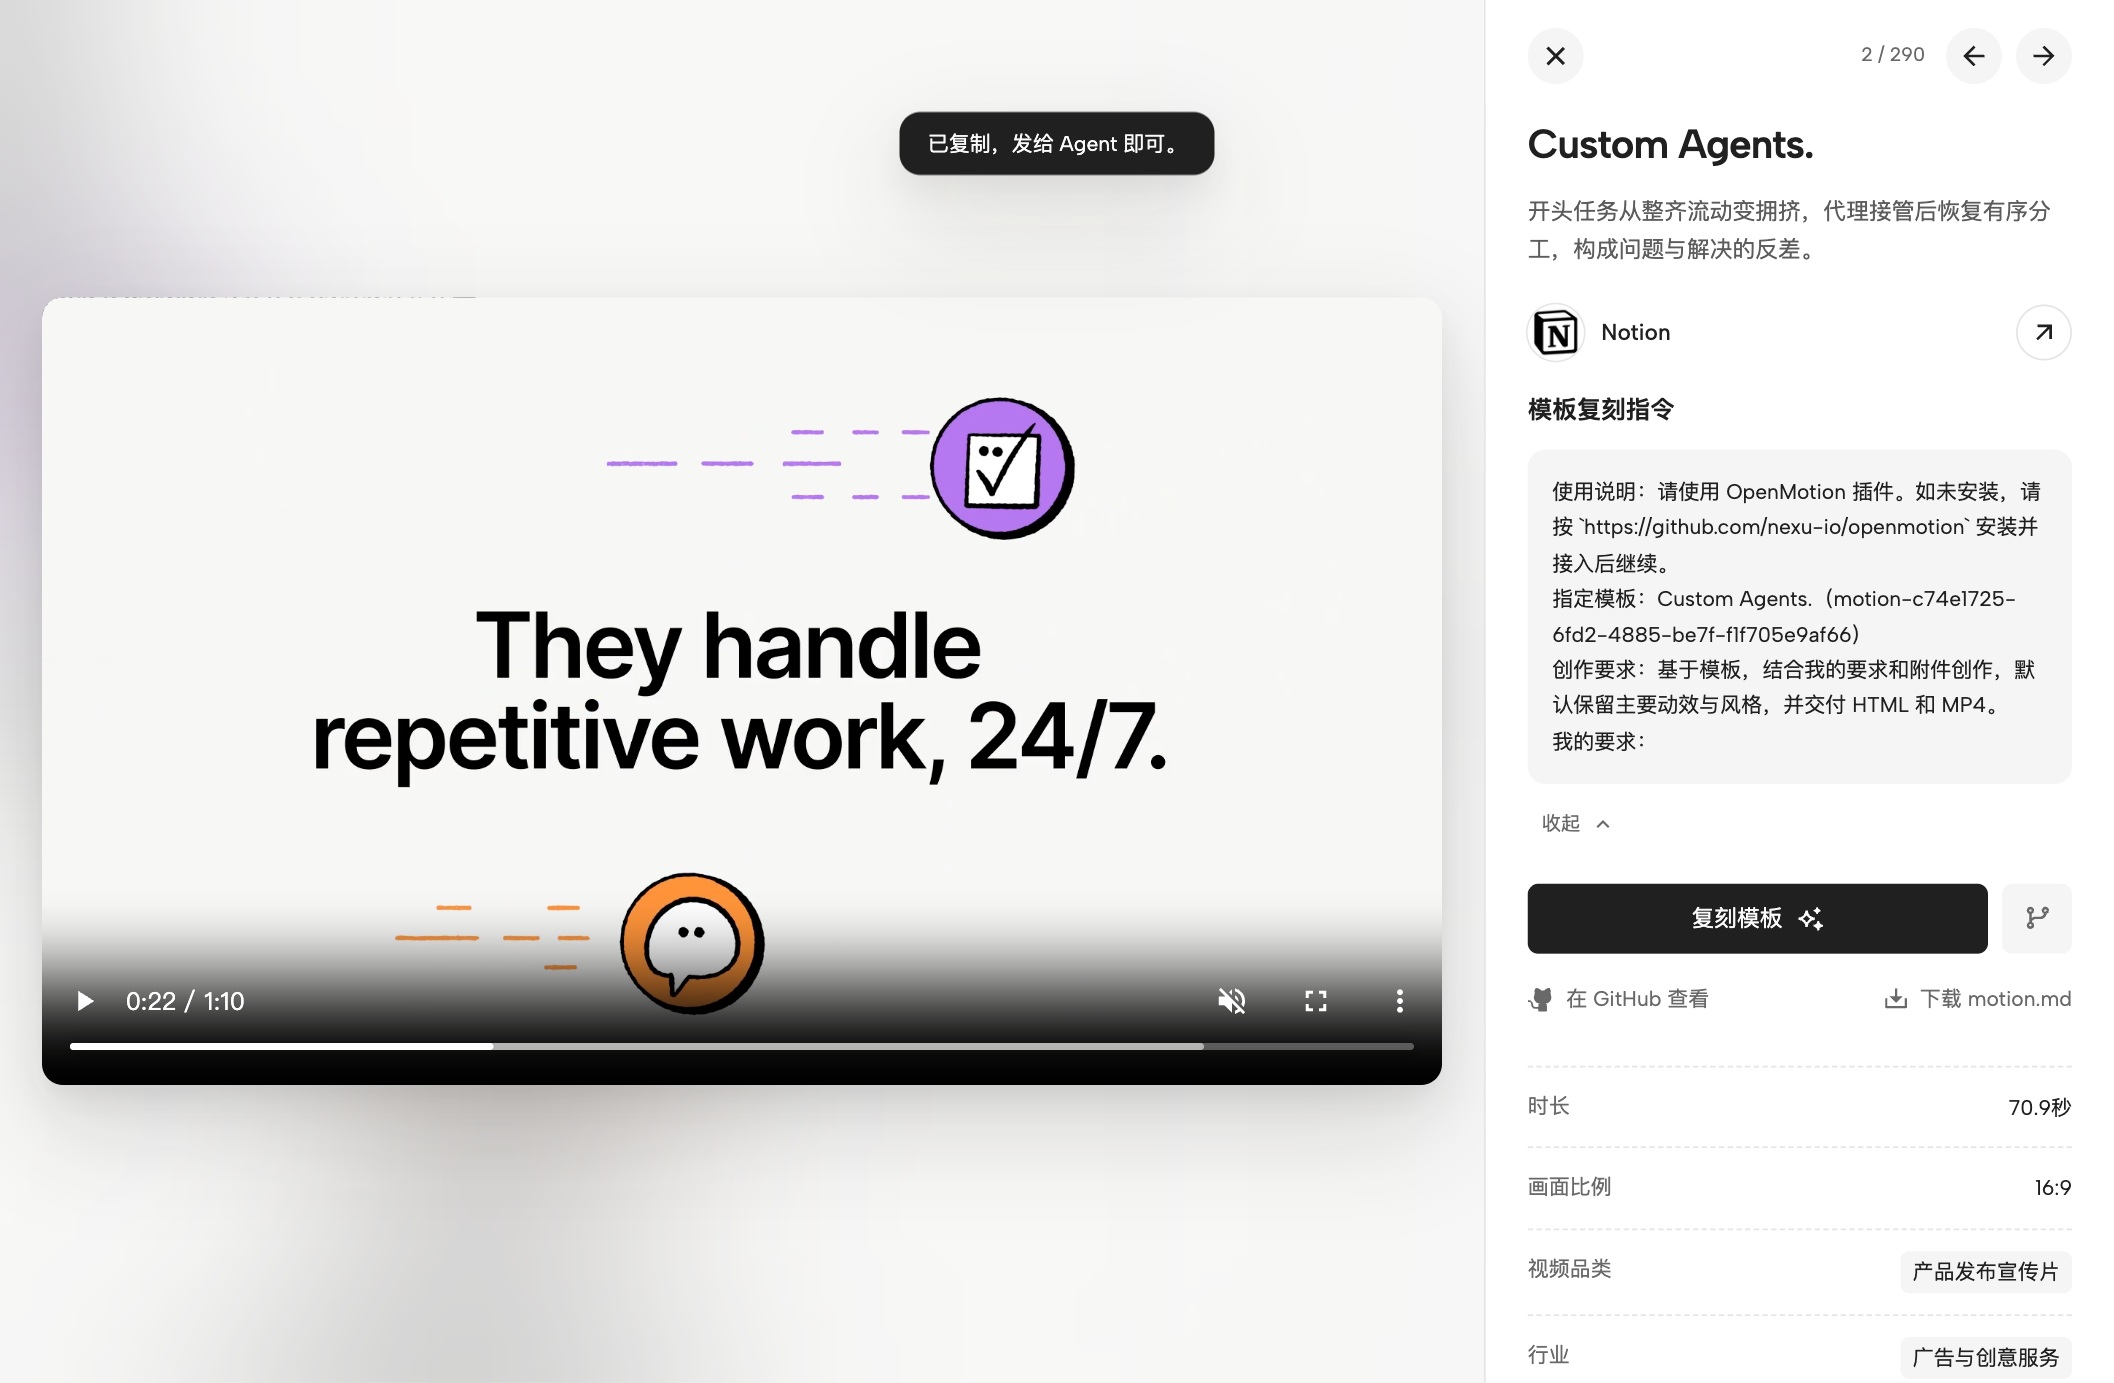 已复制，发给 Agent 即可。
They handle
repetitive work, 24/7.
0:22 / 1:10
2 / 290
Custom Agents.
开头任务从整齐流动变拥挤，代理接管后恢复有序分
工，构成问题与解决的反差。
N
Notion
模板复刻指令
使用说明：请使用 OpenMotion 插件。如未安装，请
按 `https://github.com/nexu-io/openmotion` 安装并
接入后继续。
指定模板：Custom Agents.（motion-c74e1725-
6fd2-4885-be7f-f1f705e9af66）
创作要求：基于模板，结合我的要求和附件创作，默
认保留主要动效与风格，并交付 HTML 和 MP4。
我的要求：
收起
复刻模板
在 GitHub 查看
下载 motion.md
时长
70.9秒
画面比例
16:9
视频品类
产品发布宣传片
行业
广告与创意服务